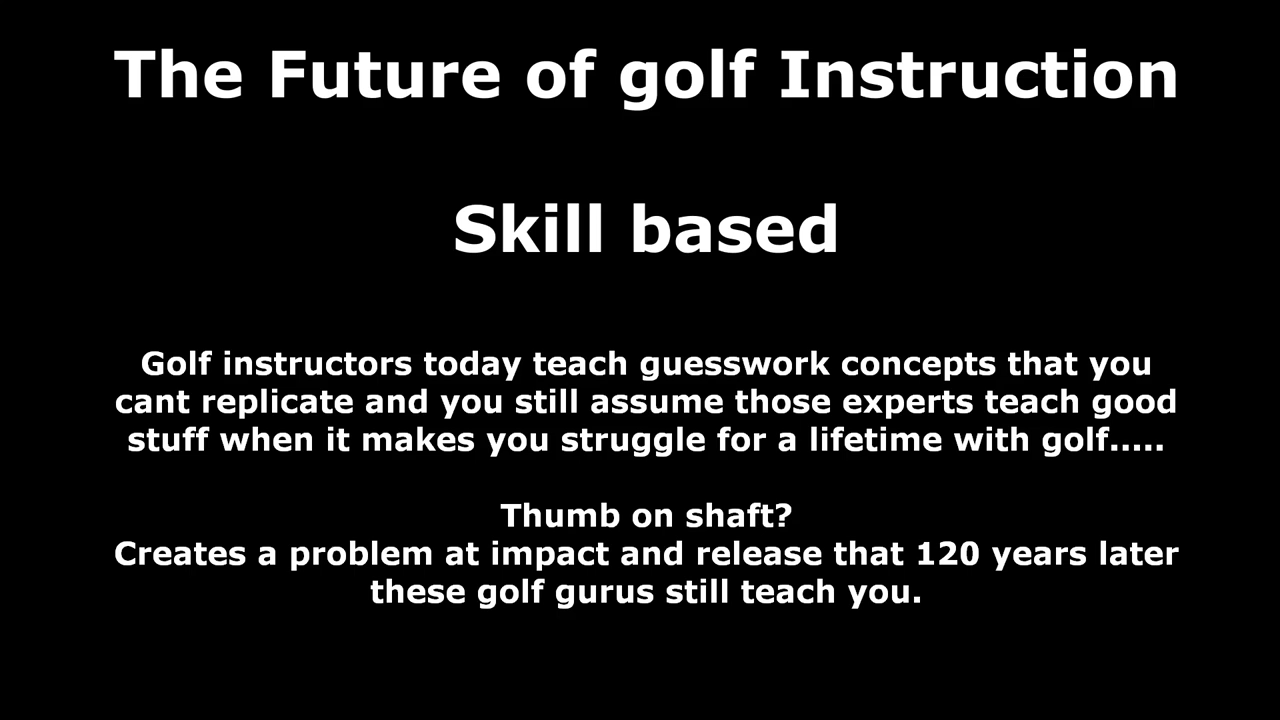 The Future of golf Instruction
Skill based
Golf instructors today teach guesswork concepts that you
cant replicate and you still assume those experts teach good
stuff when it makes you struggle for a lifetime with golf.....
Thumb on shaft?
Creates a problem at impact and release that 120 years later
these golf gurus still teach you.